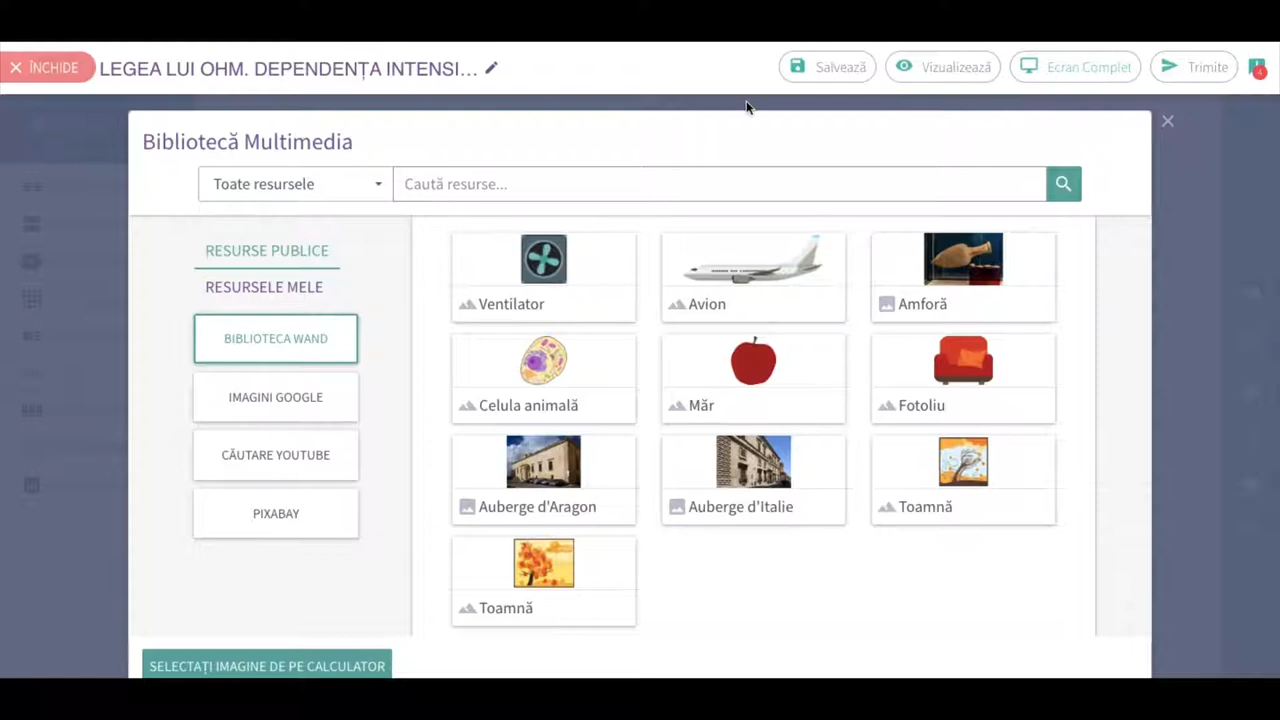 ÎNCHIDE
LEGEA LUI OHM. DEPENDENȚA INTENSI...
Salvează
Vizualizează
Ecran Complet
Trimite
4
Bibliotecă Multimedia
Toate resursele
Caută resurse...
RESURSE PUBLICE
RESURSELE MELE
BIBLIOTECA WAND
IMAGINI GOOGLE
CĂUTARE YOUTUBE
PIXABAY
Ventilator
Avion
Amforă
Celula animală
Măr
Fotoliu
Auberge d'Aragon
Auberge d'Italie
Toamnă
Toamnă
SELECTAȚI IMAGINE DE PE CALCULATOR